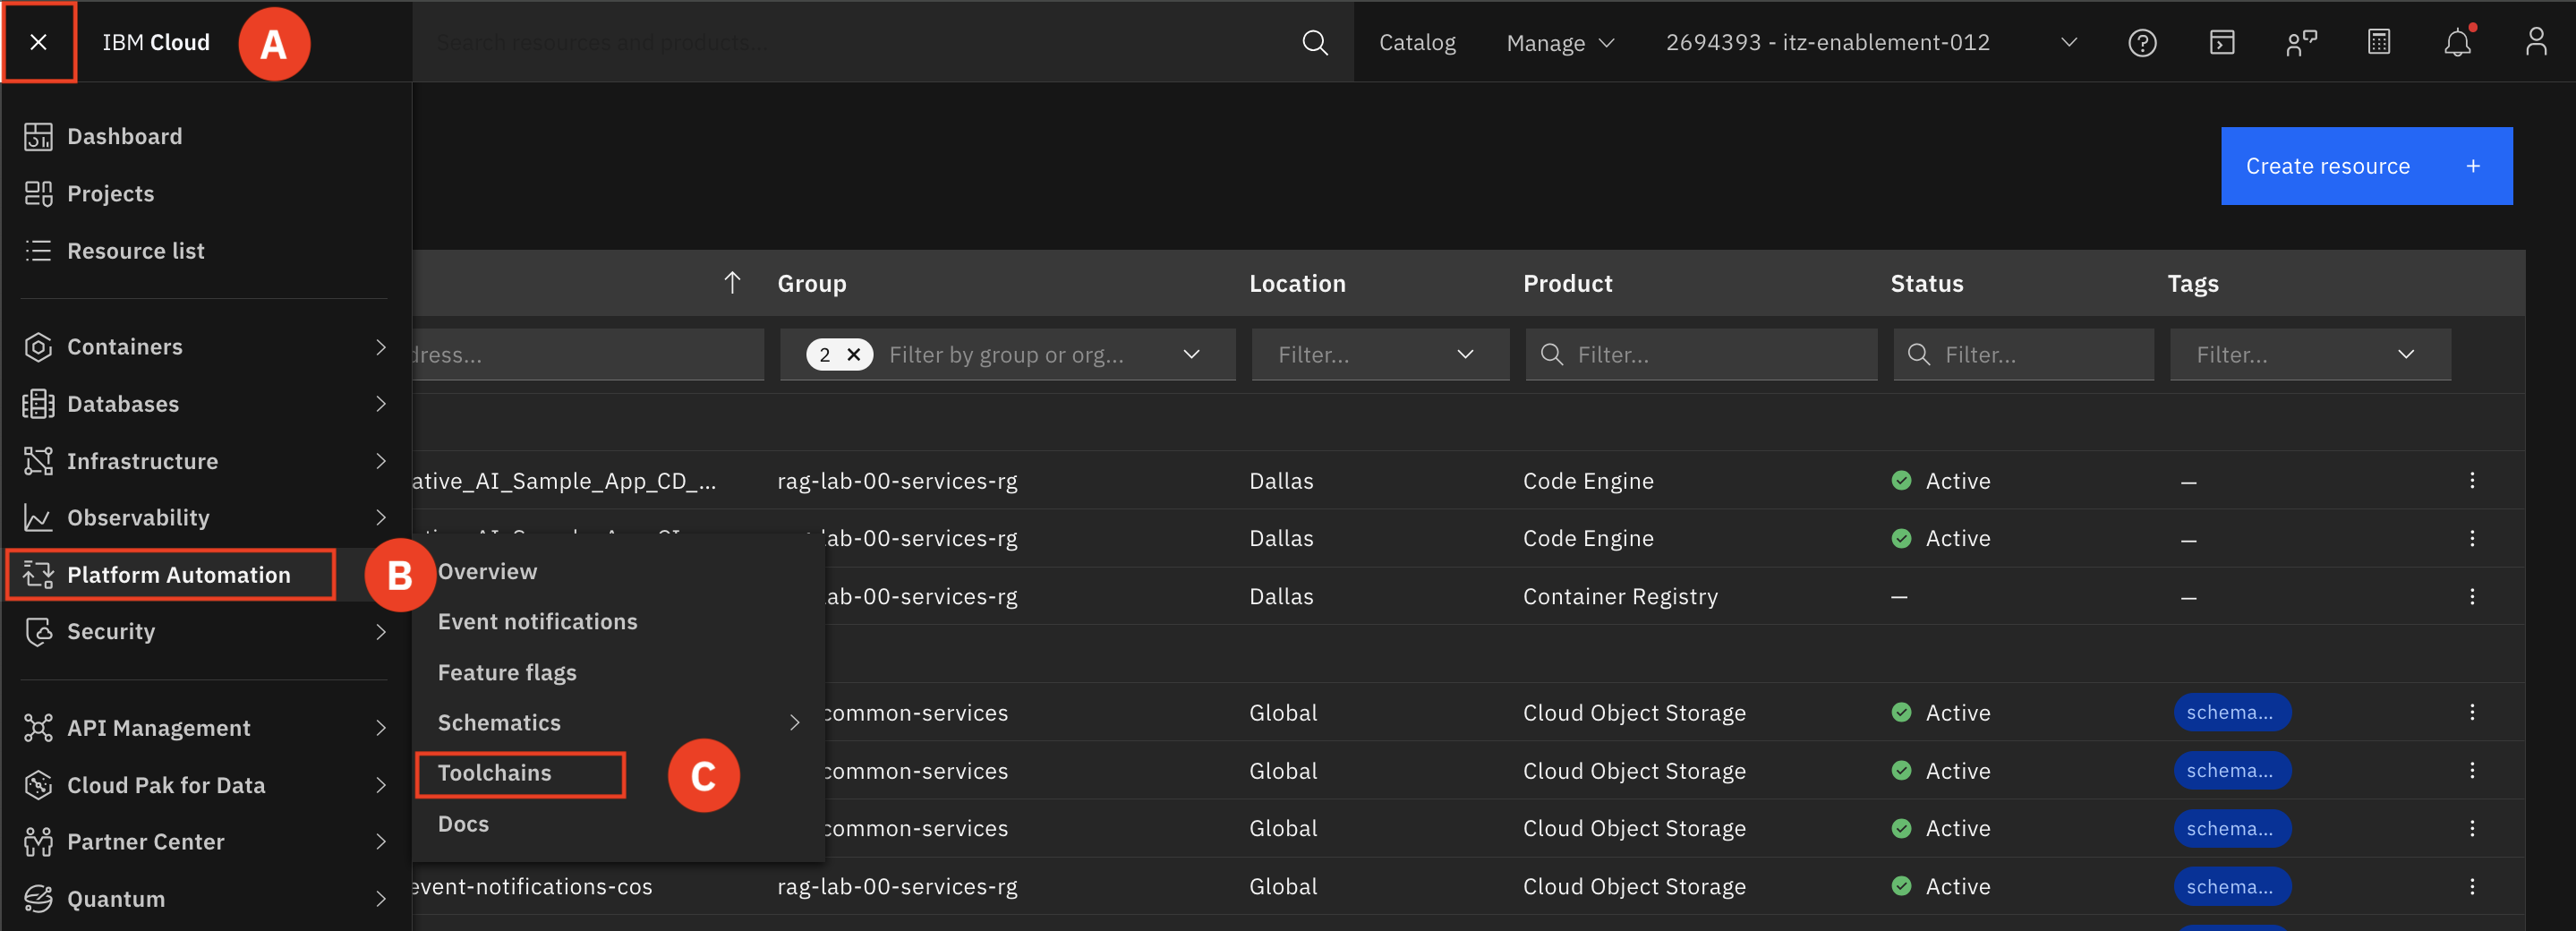 IBM Cloud
A
Search resources and products...
Catalog
Manage
2694393 - itz-enablement-012
Dashboard
Projects
Resource list
Containers
Databases
Infrastructure
Observability
Platform Automation
B
Security
API Management
Cloud Pak for Data
Partner Center
Quantum
Overview
Event notifications
Feature flags
Schematics
Toolchains
C
Docs
Create resource +
Group Location Product Status Tags
dress... 2 Filter by group or org... Filter... Filter... Filter... Filter...
ative_AI_Sample_App_CD_... rag-lab-00-services-rg Dallas Code Engine Active –
lab-00-services-rg Dallas Code Engine Active –
lab-00-services-rg Dallas Container Registry – –
common-services Global Cloud Object Storage Active schema...
common-services Global Cloud Object Storage Active schema...
common-services Global Cloud Object Storage Active schema...
event-notifications-cos rag-lab-00-services-rg Global Cloud Object Storage Active schema...